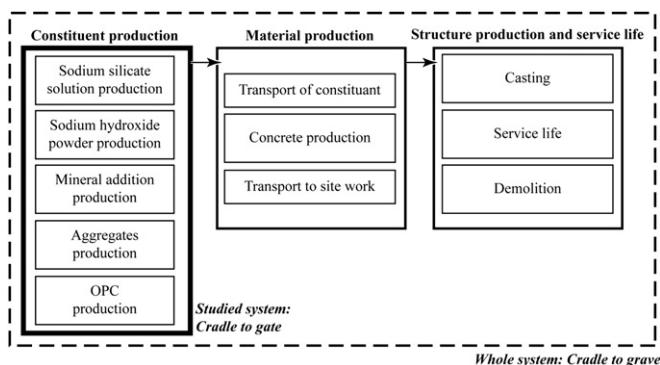 Constituent production
Sodium silicate
solution production
Sodium hydroxide
powder production
Mineral addition
production
Aggregates
production
OPC
production
Studied system:
Cradle to gate
Material production
Transport of constituant
Concrete production
Transport to site work
Structure production and service life
Casting
Service life
Demolition
Whole system: Cradle to grave